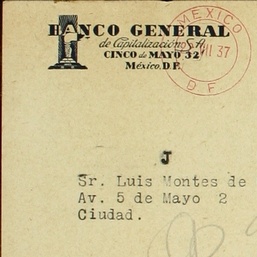 BANCO GENERAL
de Capitalización, S.A.
CINCO de MAYO 32
México, D.F.
MEXICO
VIII 37
D F
J
Sr. Luis Montes de
Av. 5 de Mayo 2
Ciudad.